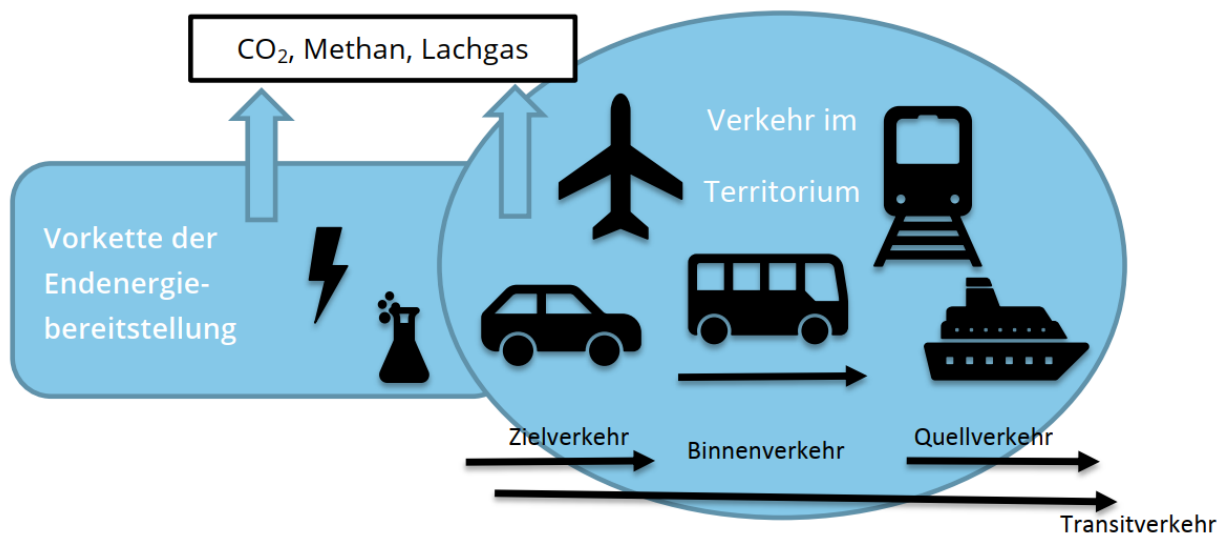 CO₂, Methan, Lachgas
Verkehr im
Territorium
Vorkette der
Endenergie-
bereitstellung
Zielverkehr
Binnenverkehr
Quellverkehr
Transitverkehr